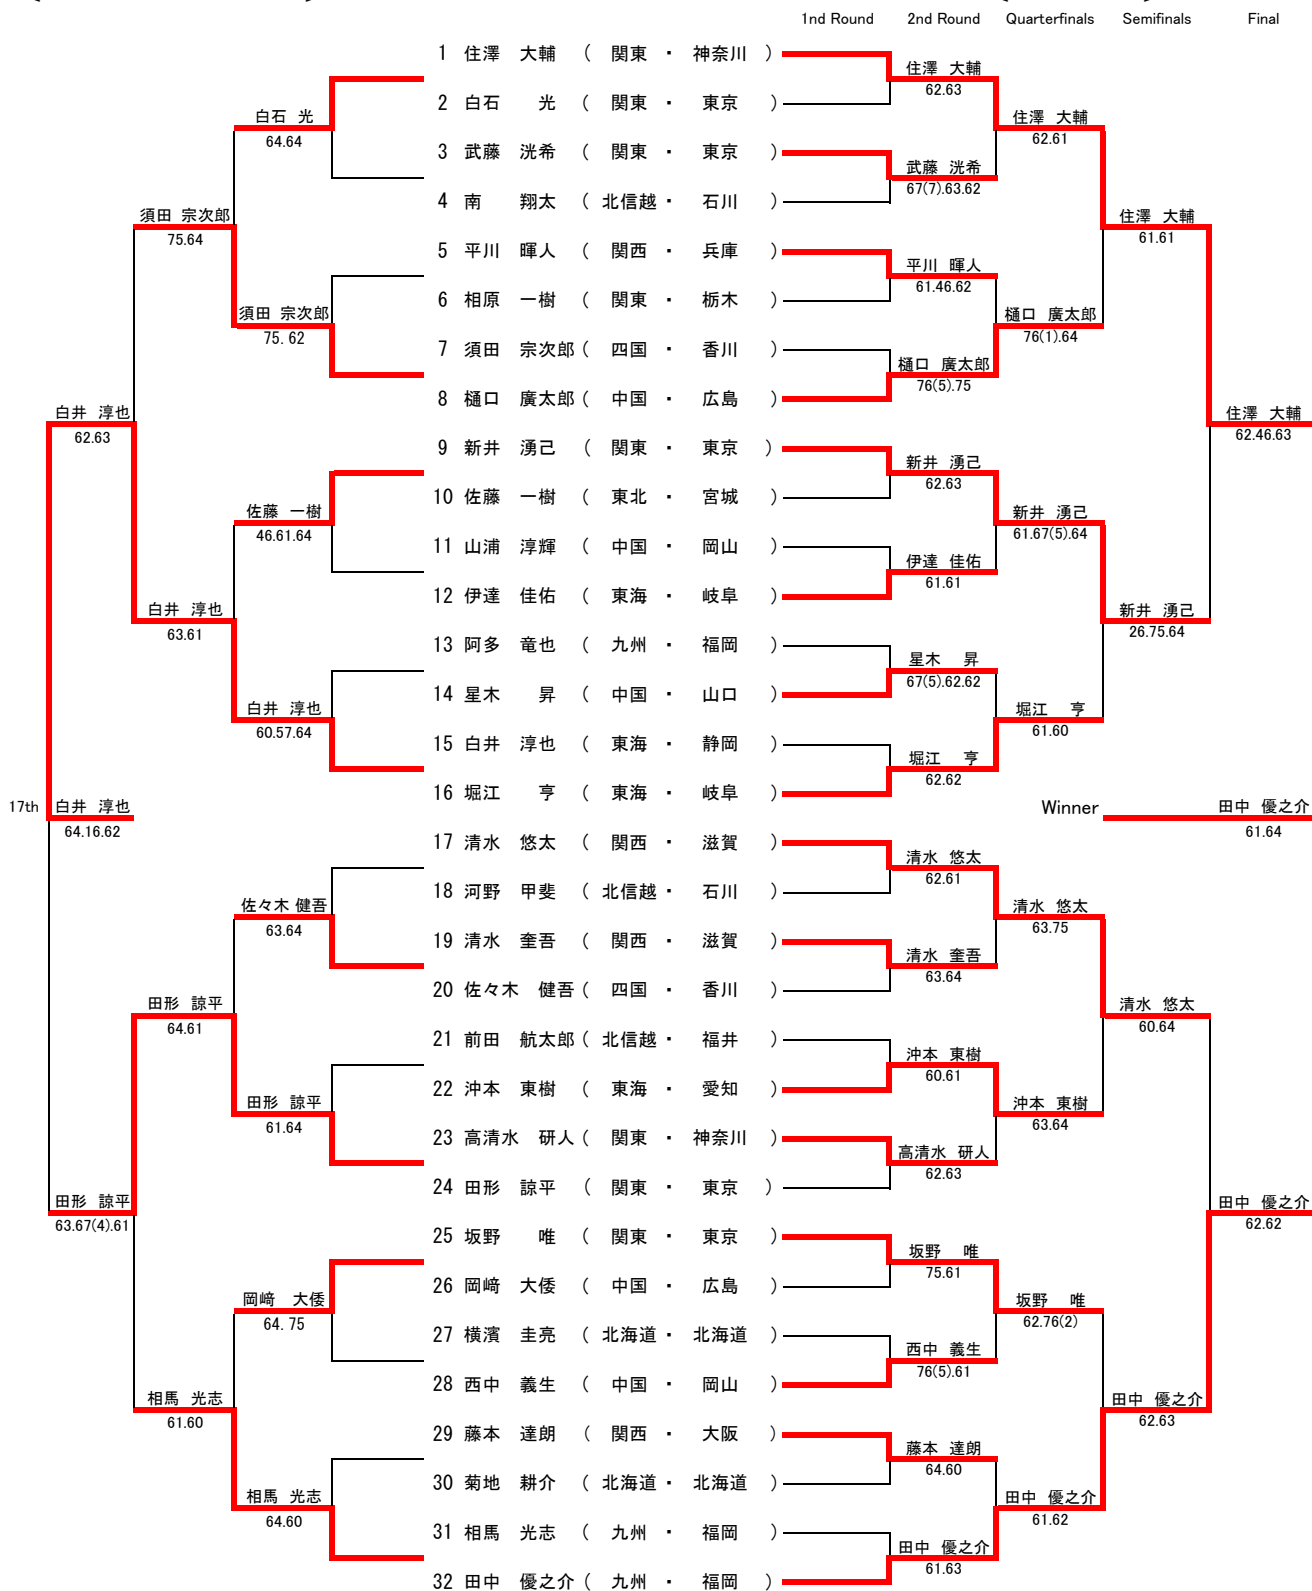 1nd Round 2nd Round Quarterfinals Semifinals Final
1 住澤 大輔 ( 関東 ・ 神奈川 )
2 白石 光 ( 関東 ・ 東京 )
3 武藤 洸希 ( 関東 ・ 東京 )
4 南 翔太 ( 北信越 ・ 石川 )
5 平川 暉人 ( 関西 ・ 兵庫 )
6 相原 一樹 ( 関東 ・ 栃木 )
7 須田 宗次郎 ( 四国 ・ 香川 )
8 樋口 廣太郎 ( 中国 ・ 広島 )
9 新井 湧己 ( 関東 ・ 東京 )
10 佐藤 一樹 ( 東北 ・ 宮城 )
11 山浦 淳輝 ( 中国 ・ 岡山 )
12 伊達 佳佑 ( 東海 ・ 岐阜 )
13 阿多 竜也 ( 九州 ・ 福岡 )
14 星木 昇 ( 中国 ・ 山口 )
15 白井 淳也 ( 東海 ・ 静岡 )
16 堀江 亨 ( 東海 ・ 岐阜 )
17 清水 悠太 ( 関西 ・ 滋賀 )
18 河野 甲斐 ( 北信越 ・ 石川 )
19 清水 奎吾 ( 関西 ・ 滋賀 )
20 佐々木 健吾 ( 四国 ・ 香川 )
21 前田 航太郎 ( 北信越 ・ 福井 )
22 沖本 東樹 ( 東海 ・ 愛知 )
23 高清水 研人 ( 関東 ・ 神奈川 )
24 田形 諒平 ( 関東 ・ 東京 )
25 坂野 唯 ( 関東 ・ 東京 )
26 岡﨑 大倭 ( 中国 ・ 広島 )
27 横濱 圭亮 ( 北海道 ・ 北海道 )
28 西中 義生 ( 中国 ・ 岡山 )
29 藤本 達朗 ( 関西 ・ 大阪 )
30 菊地 耕介 ( 北海道 ・ 北海道 )
31 相馬 光志 ( 九州 ・ 福岡 )
32 田中 優之介 ( 九州 ・ 福岡 )
住澤 大輔
62.63
武藤 洸希
67(7).63.62
平川 暉人
61.46.62
樋口 廣太郎
76(5).75
新井 湧己
62.63
伊達 佳佑
61.61
星木 昇
67(5).62.62
堀江 亨
62.62
清水 悠太
62.61
清水 奎吾
63.64
沖本 東樹
60.61
高清水 研人
62.63
坂野 唯
75.61
西中 義生
76(5).61
藤本 達朗
64.60
田中 優之介
61.63
住澤 大輔
62.61
樋口 廣太郎
76(1).64
新井 湧己
61.67(5).64
堀江 亨
61.60
清水 悠太
63.75
沖本 東樹
63.64
坂野 唯
62.76(2)
田中 優之介
61.62
住澤 大輔
61.61
新井 湧己
26.75.64
清水 悠太
60.64
田中 優之介
62.63
住澤 大輔
62.46.63
田中 優之介
62.62
Winner 田中 優之介
61.64
白石 光
64.64
須田 宗次郎
75. 62
佐藤 一樹
46.61.64
白井 淳也
60.57.64
佐々木 健吾
63.64
田形 諒平
61.64
岡﨑 大倭
64. 75
相馬 光志
64.60
須田 宗次郎
75.64
白井 淳也
63.61
田形 諒平
64.61
相馬 光志
61.60
白井 淳也
62.63
田形 諒平
63.67(4).61
17th 白井 淳也
64.16.62